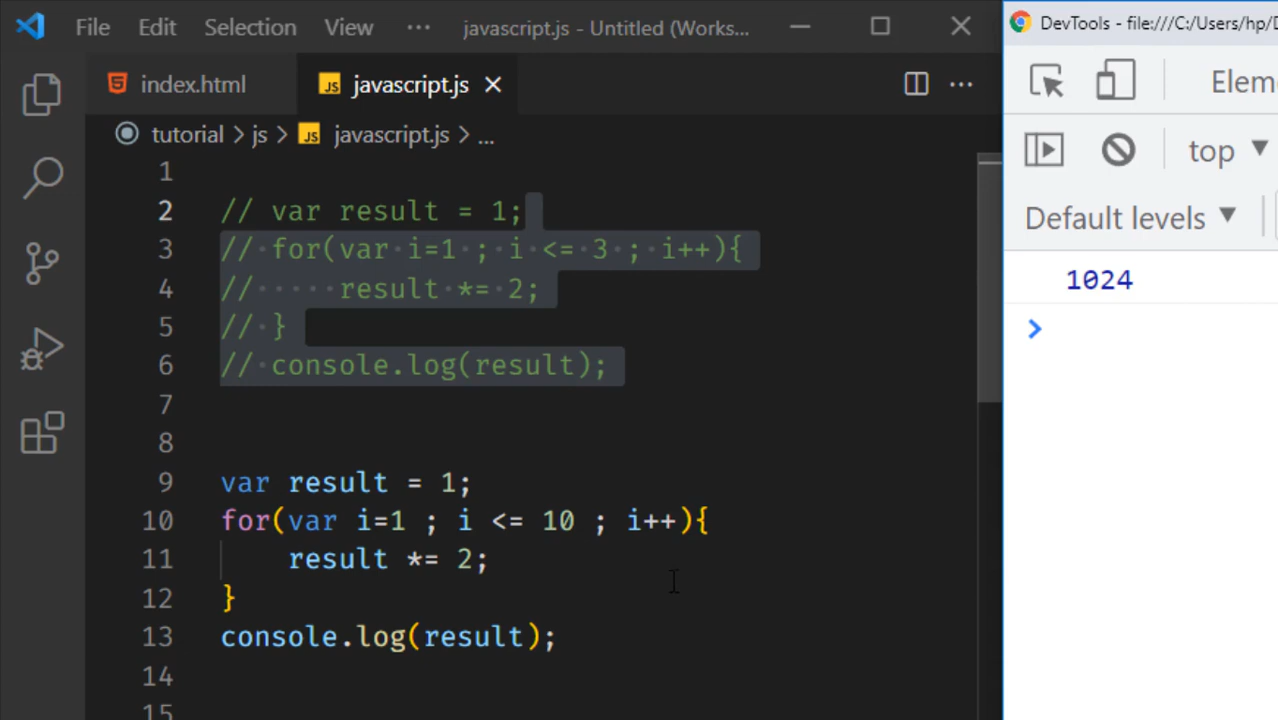 File Edit Selection View ··· javascript.js - Untitled (Works...
index.html JS javascript.js
tutorial > js > JS javascript.js > ...
1
2 // var result = 1;
3 // for(var i=1 ; i <= 3 ; i++){
4 // result *= 2;
5 // }
6 // console.log(result);
7
8
9 var result = 1;
10 for(var i=1 ; i <= 10 ; i++){
11 result *= 2;
12 }
13 console.log(result);
14
15
DevTools - file:///C:/Users/hp/D
Eleme
top
Default levels
1024